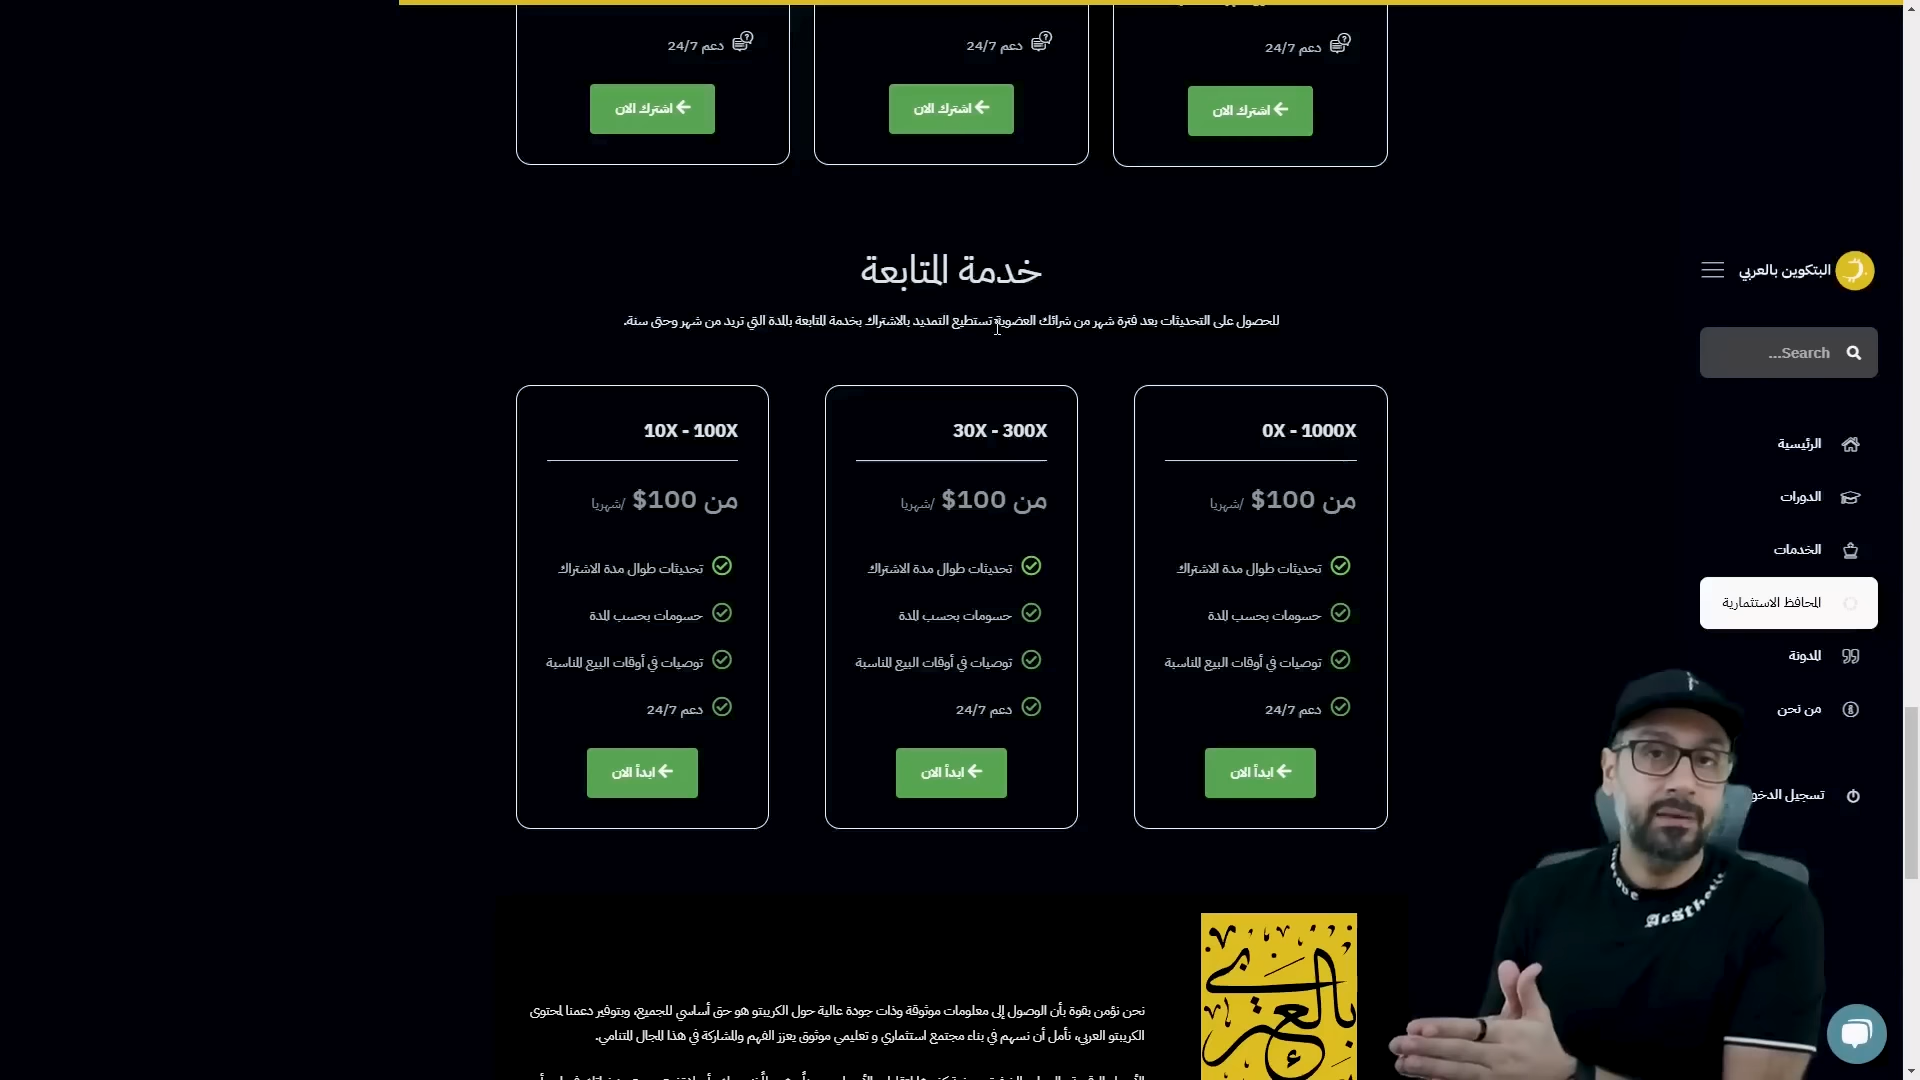 دعم 24/7
دعم 24/7
دعم 24/7
اشترك الان
اشترك الان
اشترك الان
خدمة المتابعة
للحصول على التحديثات بعد فترة شهر من شرائك العضوية تستطيع التمديد بالاشتراك بخدمة المتابعة بالمدة التي تريد من شهر وحتى سنة.
البتكوين بالعربي
Search...
الرئيسية
الدورات
الخدمات
المحافظ الاستثمارية
المدونة
من نحن
تسجيل الدخو
0X - 1000X
من 100$ /شهريا
تحديثات طوال مدة الاشتراك
حسومات بحسب المدة
توصيات في أوقات البيع المناسبة
دعم 24/7
ابدأ الان
30X - 300X
من 100$ /شهريا
تحديثات طوال مدة الاشتراك
حسومات بحسب المدة
توصيات في أوقات البيع المناسبة
دعم 24/7
ابدأ الان
10X - 100X
من 100$ /شهريا
تحديثات طوال مدة الاشتراك
حسومات بحسب المدة
توصيات في أوقات البيع المناسبة
دعم 24/7
ابدأ الان
بالعربي
نحن نؤمن بقوة بأن الوصول إلى معلومات موثوقة وذات جودة عالية حول الكريبتو هو حق أساسي للجميع، وبتوفير دعمنا لمحتوى
الكريبتو العربي، نأمل أن نسهم في بناء مجتمع استثماري و تعليمي موثوق يعزز الفهم والمشاركة في هذا المجال المتنامي.
Aesthetic